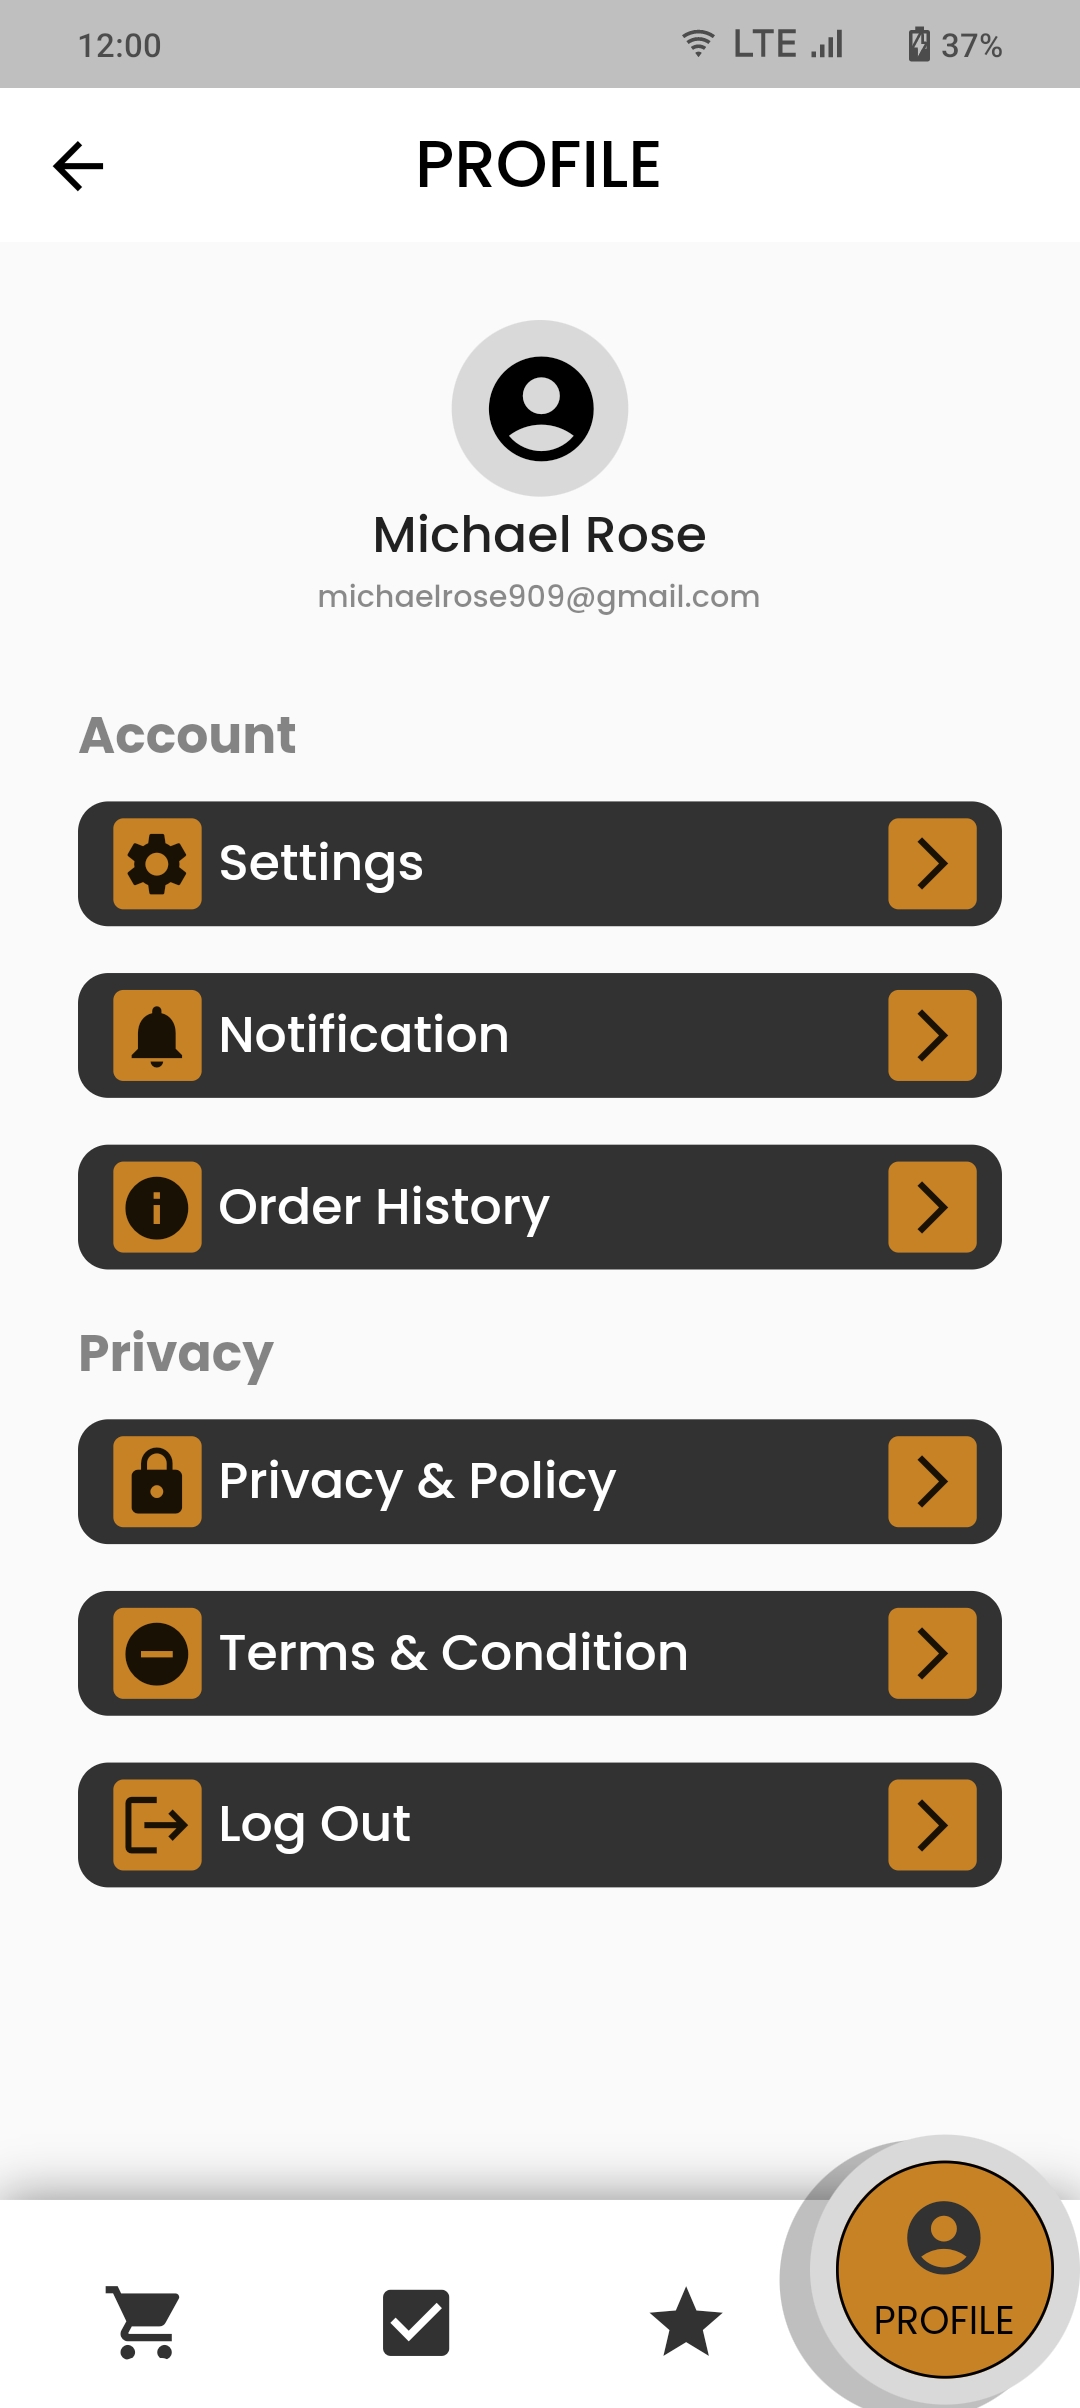 12:00 LTE 37%
PROFILE
Michael Rose
michaelrose909@gmail.com
Account
Settings
Notification
Order History
Privacy
Privacy & Policy
Terms & Condition
Log Out
PROFILE